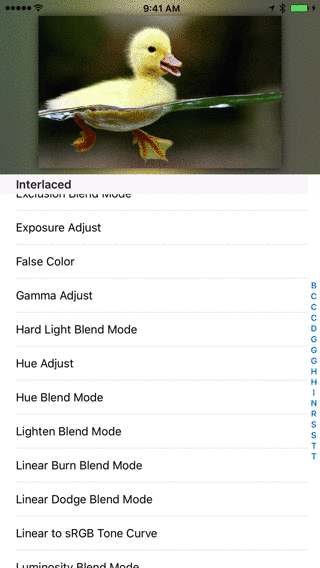 9:41 AM
Interlaced
Exclusion Blend Mode
Exposure Adjust
False Color
Gamma Adjust
Hard Light Blend Mode
Hue Adjust
Hue Blend Mode
Lighten Blend Mode
Linear Burn Blend Mode
Linear Dodge Blend Mode
Linear to sRGB Tone Curve
Luminosity Blend Mode
B
C
C
C
D
G
G
G
H
H
I
N
R
S
S
T
T